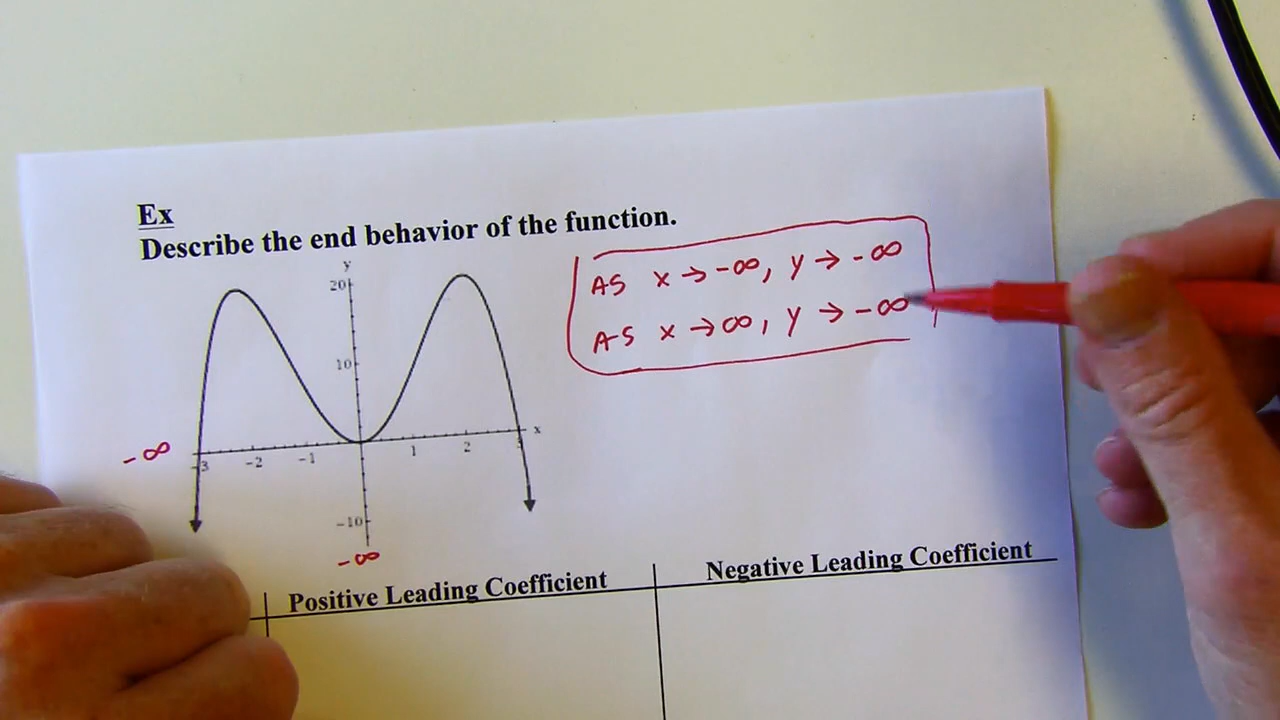 Ex
Describe the end behavior of the function.
AS x → -∞, y → -∞
AS x → ∞, y → -∞
y
20
10
x
-∞
-3 -2 -1 1 2 3
-10
-∞
Positive Leading Coefficient
Negative Leading Coefficient